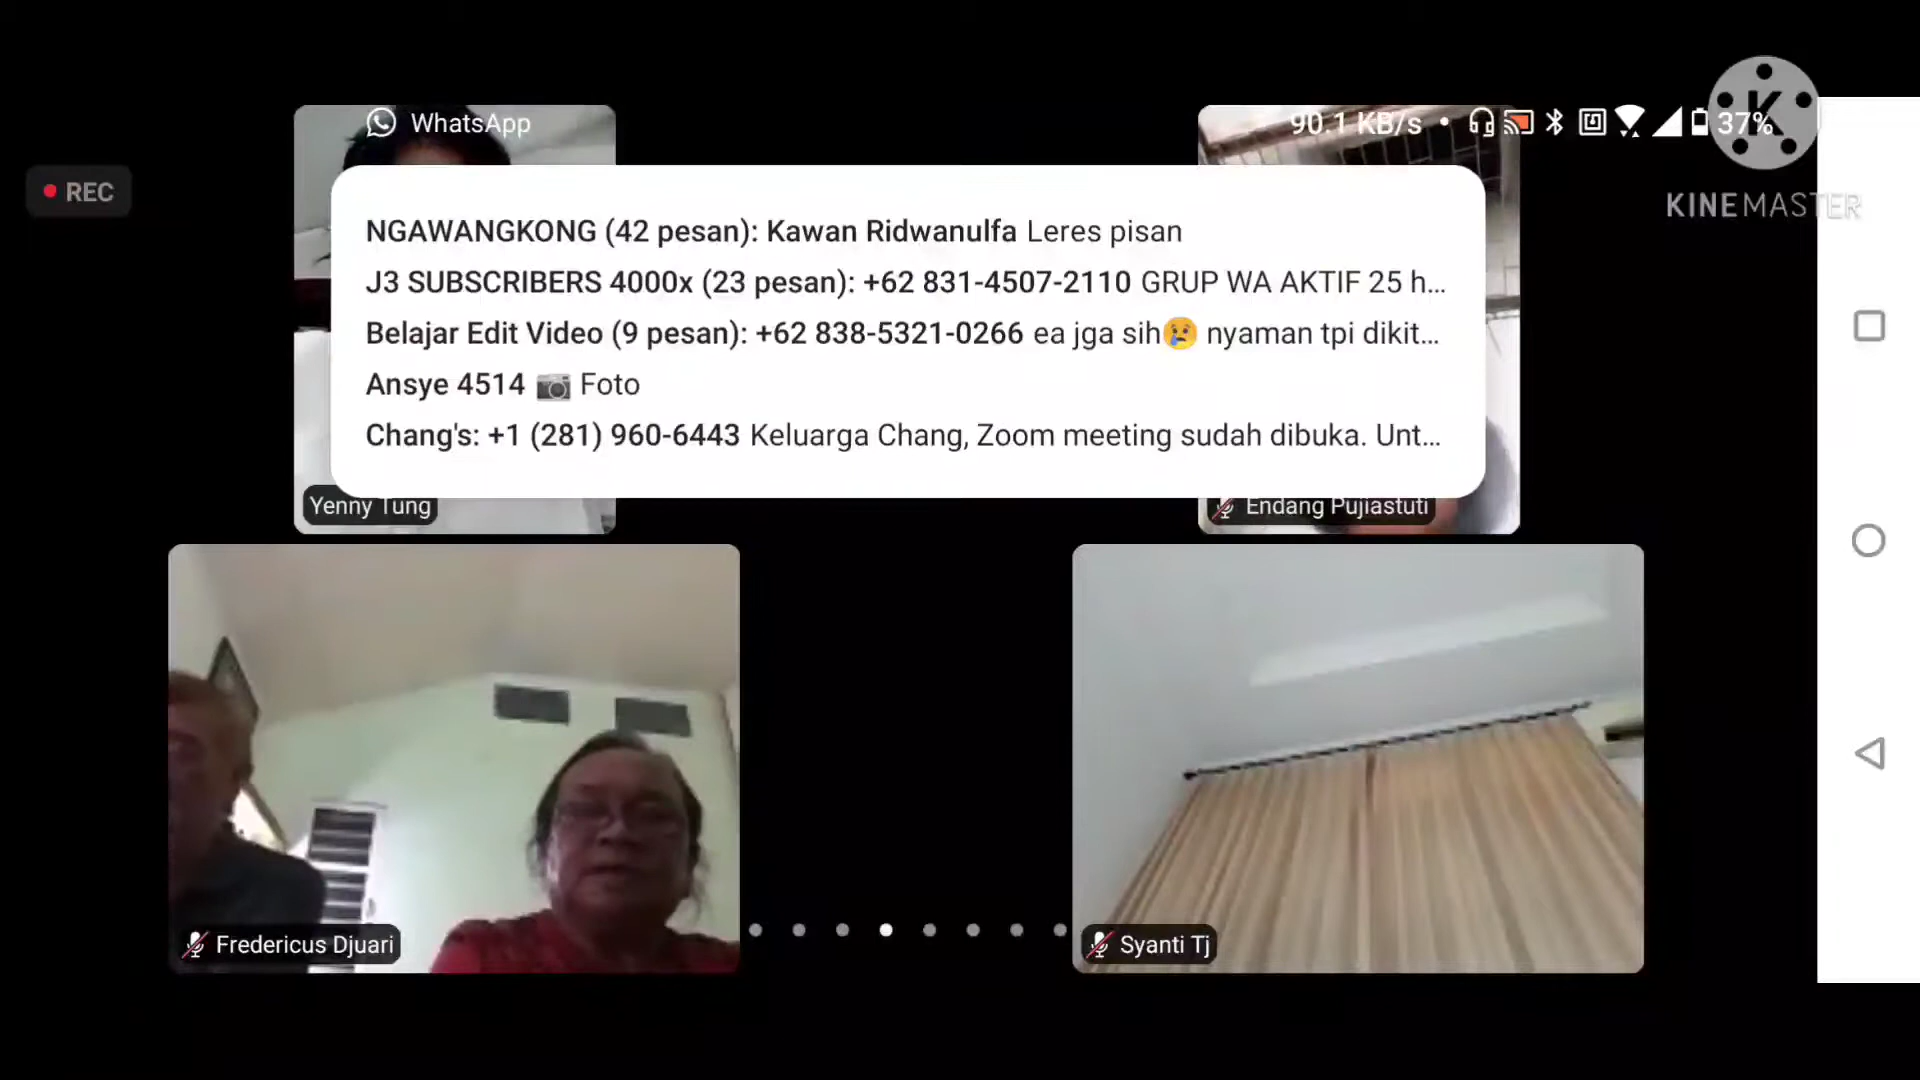 WhatsApp
90.1 KB/s • 37%
REC
KINEMASTER
NGAWANGKONG (42 pesan): Kawan Ridwanulfa Leres pisan
J3 SUBSCRIBERS 4000x (23 pesan): +62 831-4507-2110 GRUP WA AKTIF 25 h...
Belajar Edit Video (9 pesan): +62 838-5321-0266 ea jga sih😢 nyaman tpi dikit...
Ansye 4514 📷 Foto
Chang's: +1 (281) 960-6443 Keluarga Chang, Zoom meeting sudah dibuka. Unt...
Yenny Tung
Endang Pujiastuti
Fredericus Djuari
Syanti Tj